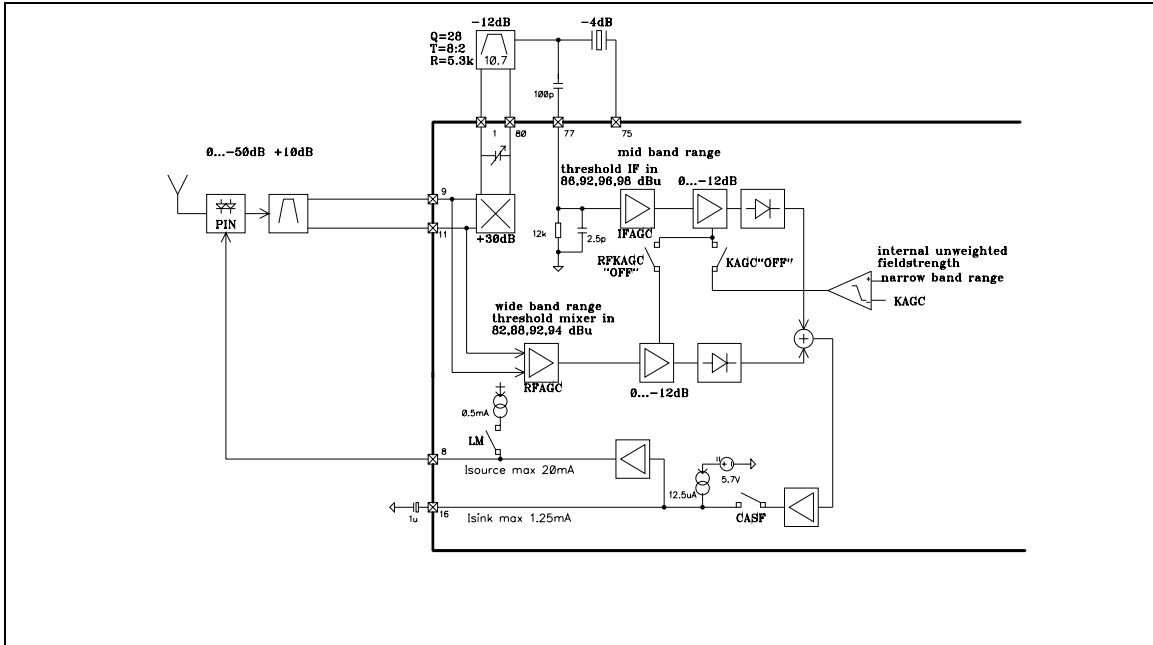 -12dB
-4dB
Q=28
T=8:2
R=5.3k
10.7
100p
1
80
77
75
0...-50dB +10dB
mid band range
threshold IF in
86,92,96,98 dBu
0...-12dB
9
PIN
11
+30dB
12k
2.5p
IFAGC
RFKAGC
"OFF"
KAGC"OFF"
internal unweighted
fieldstrength
narrow band range
+
-
KAGC
wide band range
threshold mixer in
82,88,92,94 dBu
+
RFAGC
0...-12dB
0.5mA
LM
8
Isource max 20mA
5.7V
12.5uA
CASF
1u
16
Isink max 1.25mA